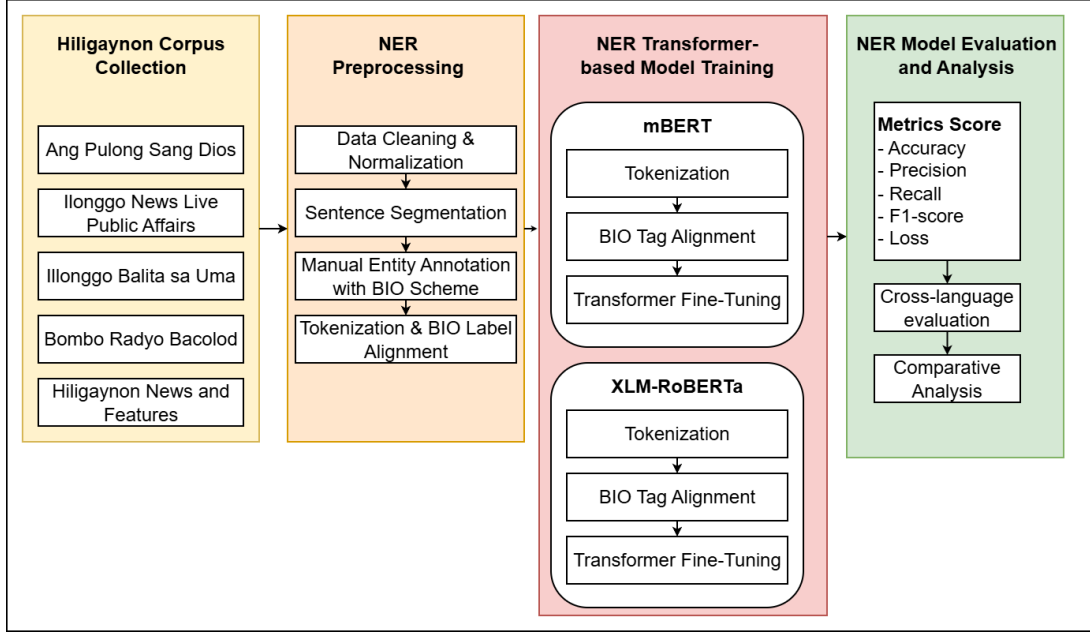 Hiligaynon Corpus
Collection
Ang Pulong Sang Dios
Ilonggo News Live
Public Affairs
Illonggo Balita sa Uma
Bombo Radyo Bacolod
Hiligaynon News and
Features
NER
Preprocessing
Data Cleaning &
Normalization
Sentence Segmentation
Manual Entity Annotation
with BIO Scheme
Tokenization & BIO Label
Alignment
NER Transformer-
based Model Training
mBERT
Tokenization
BIO Tag Alignment
Transformer Fine-Tuning
XLM-RoBERTa
Tokenization
BIO Tag Alignment
Transformer Fine-Tuning
NER Model Evaluation
and Analysis
Metrics Score
- Accuracy
- Precision
- Recall
- F1-score
- Loss
Cross-language
evaluation
Comparative
Analysis